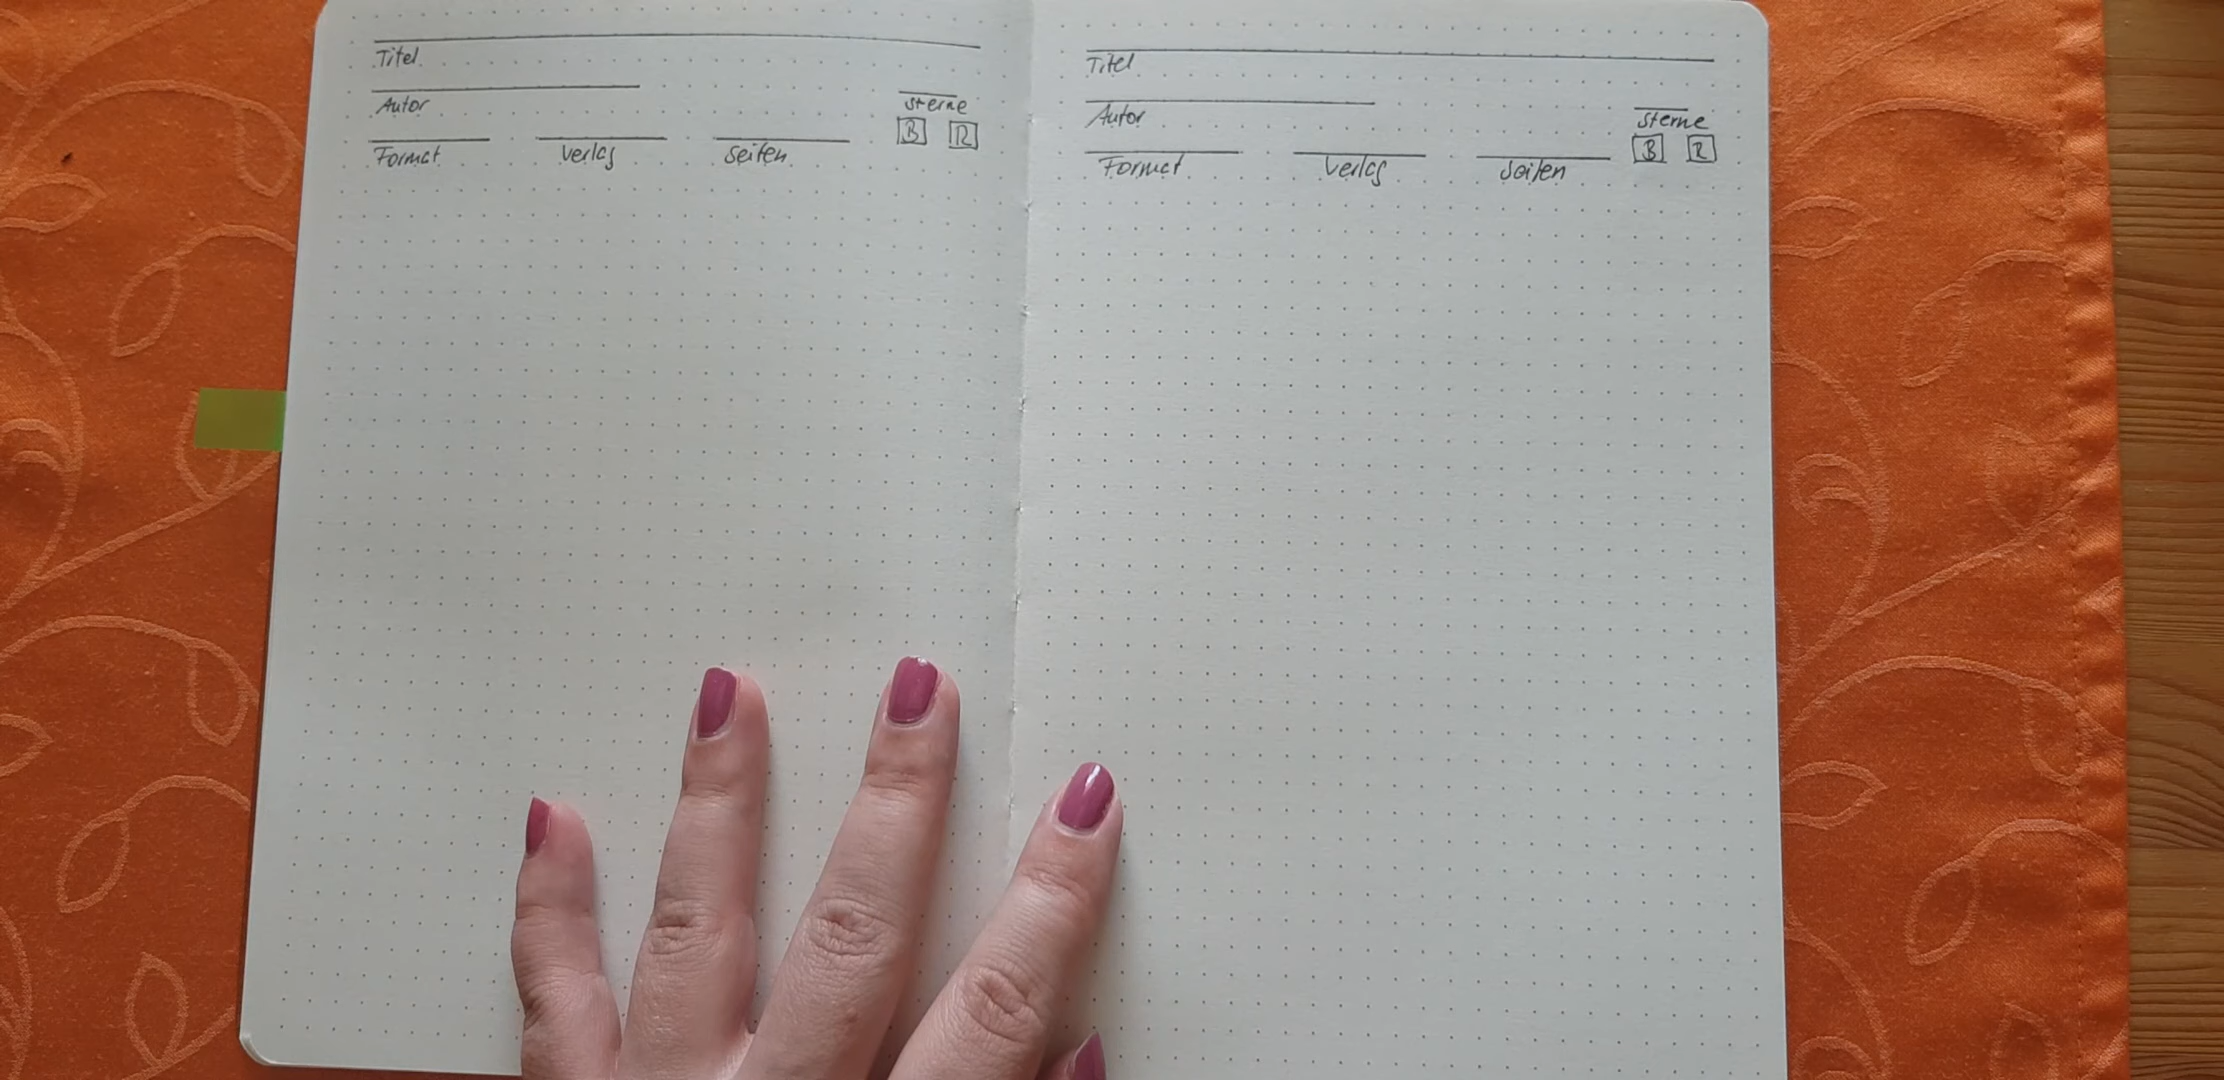 Titel
Autor
Sterne
B R
Format Verlag Seiten
Titel
Autor
Sterne
B R
Format Verlag Seiten